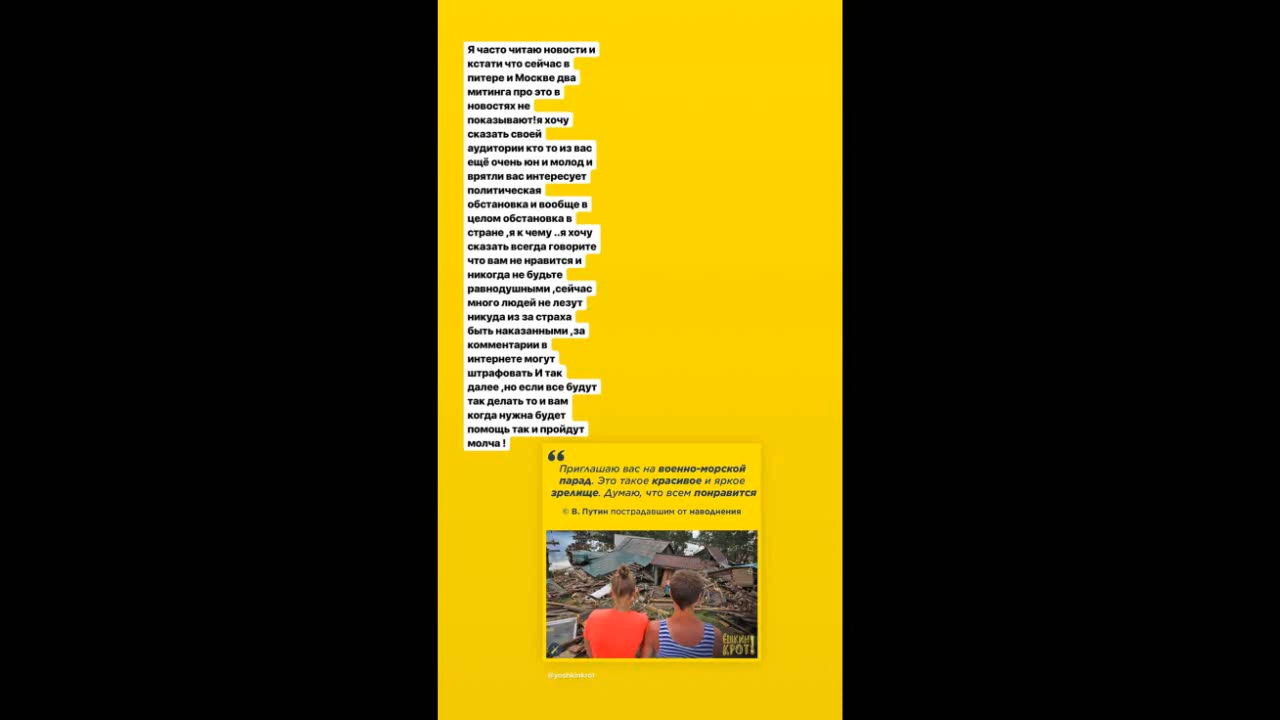 Я часто читаю новости и
кстати что сейчас в
питере и Москве два
митинга про это в
новостях не
показывают!я хочу
сказать своей
аудитории кто то из вас
ещё очень юн и молод и
врятли вас интересует
политическая
обстановка и вообще в
целом обстановка в
стране ,я к чему ..я хочу
сказать всегда говорите
что вам не нравится и
никогда не будьте
равнодушными ,сейчас
много людей не лезут
никуда из за страха
быть наказанными ,за
комментарии в
интернете могут
штрафовать И так
далее ,но если все будут
так делать то и вам
когда нужна будет
помощь так и пройдут
молча !
“
Приглашаю вас на военно-морской
парад. Это такое красивое и яркое
зрелище. Думаю, что всем понравится
© В. Путин пострадавшим от наводнения
ЁШКИН
КРОТ!
@yoshkinkrot